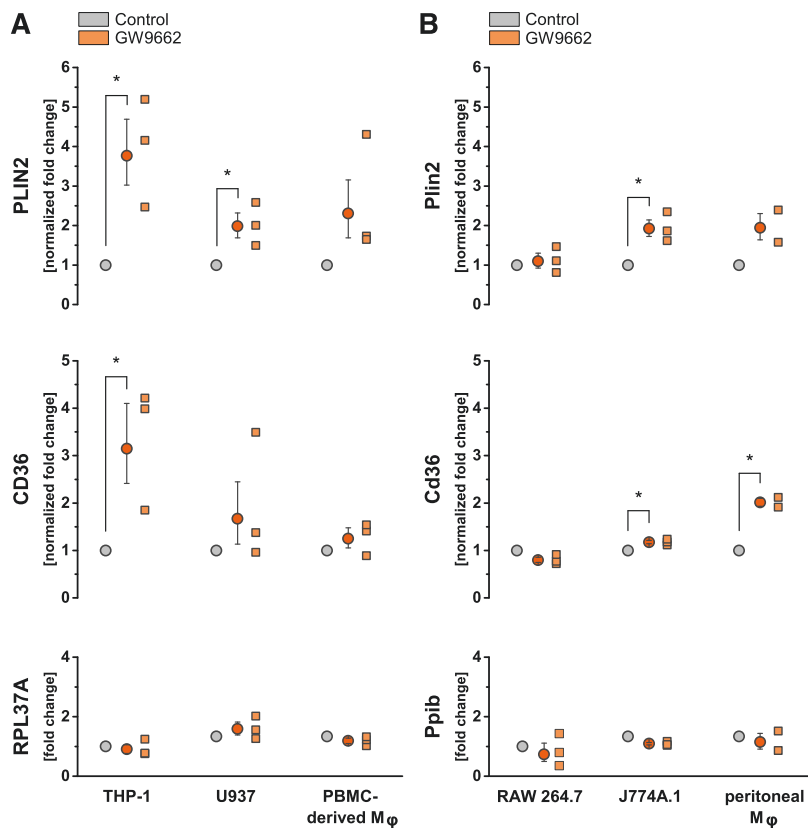 A
Control
GW9662
B
Control
GW9662
PLIN2
[normalized fold change]
6
5
4
3
2
1
0
*
*
Plin2
[normalized fold change]
6
5
4
3
2
1
0
*
CD36
[normalized fold change]
5
4
3
2
1
0
*
Cd36
[normalized fold change]
5
4
3
2
1
0
*
*
RPL37A
[fold change]
4
2
0
THP-1
U937
PBMC-
derived Mφ
Ppib
[fold change]
4
2
0
RAW 264.7
J774A.1
peritoneal
Mφ